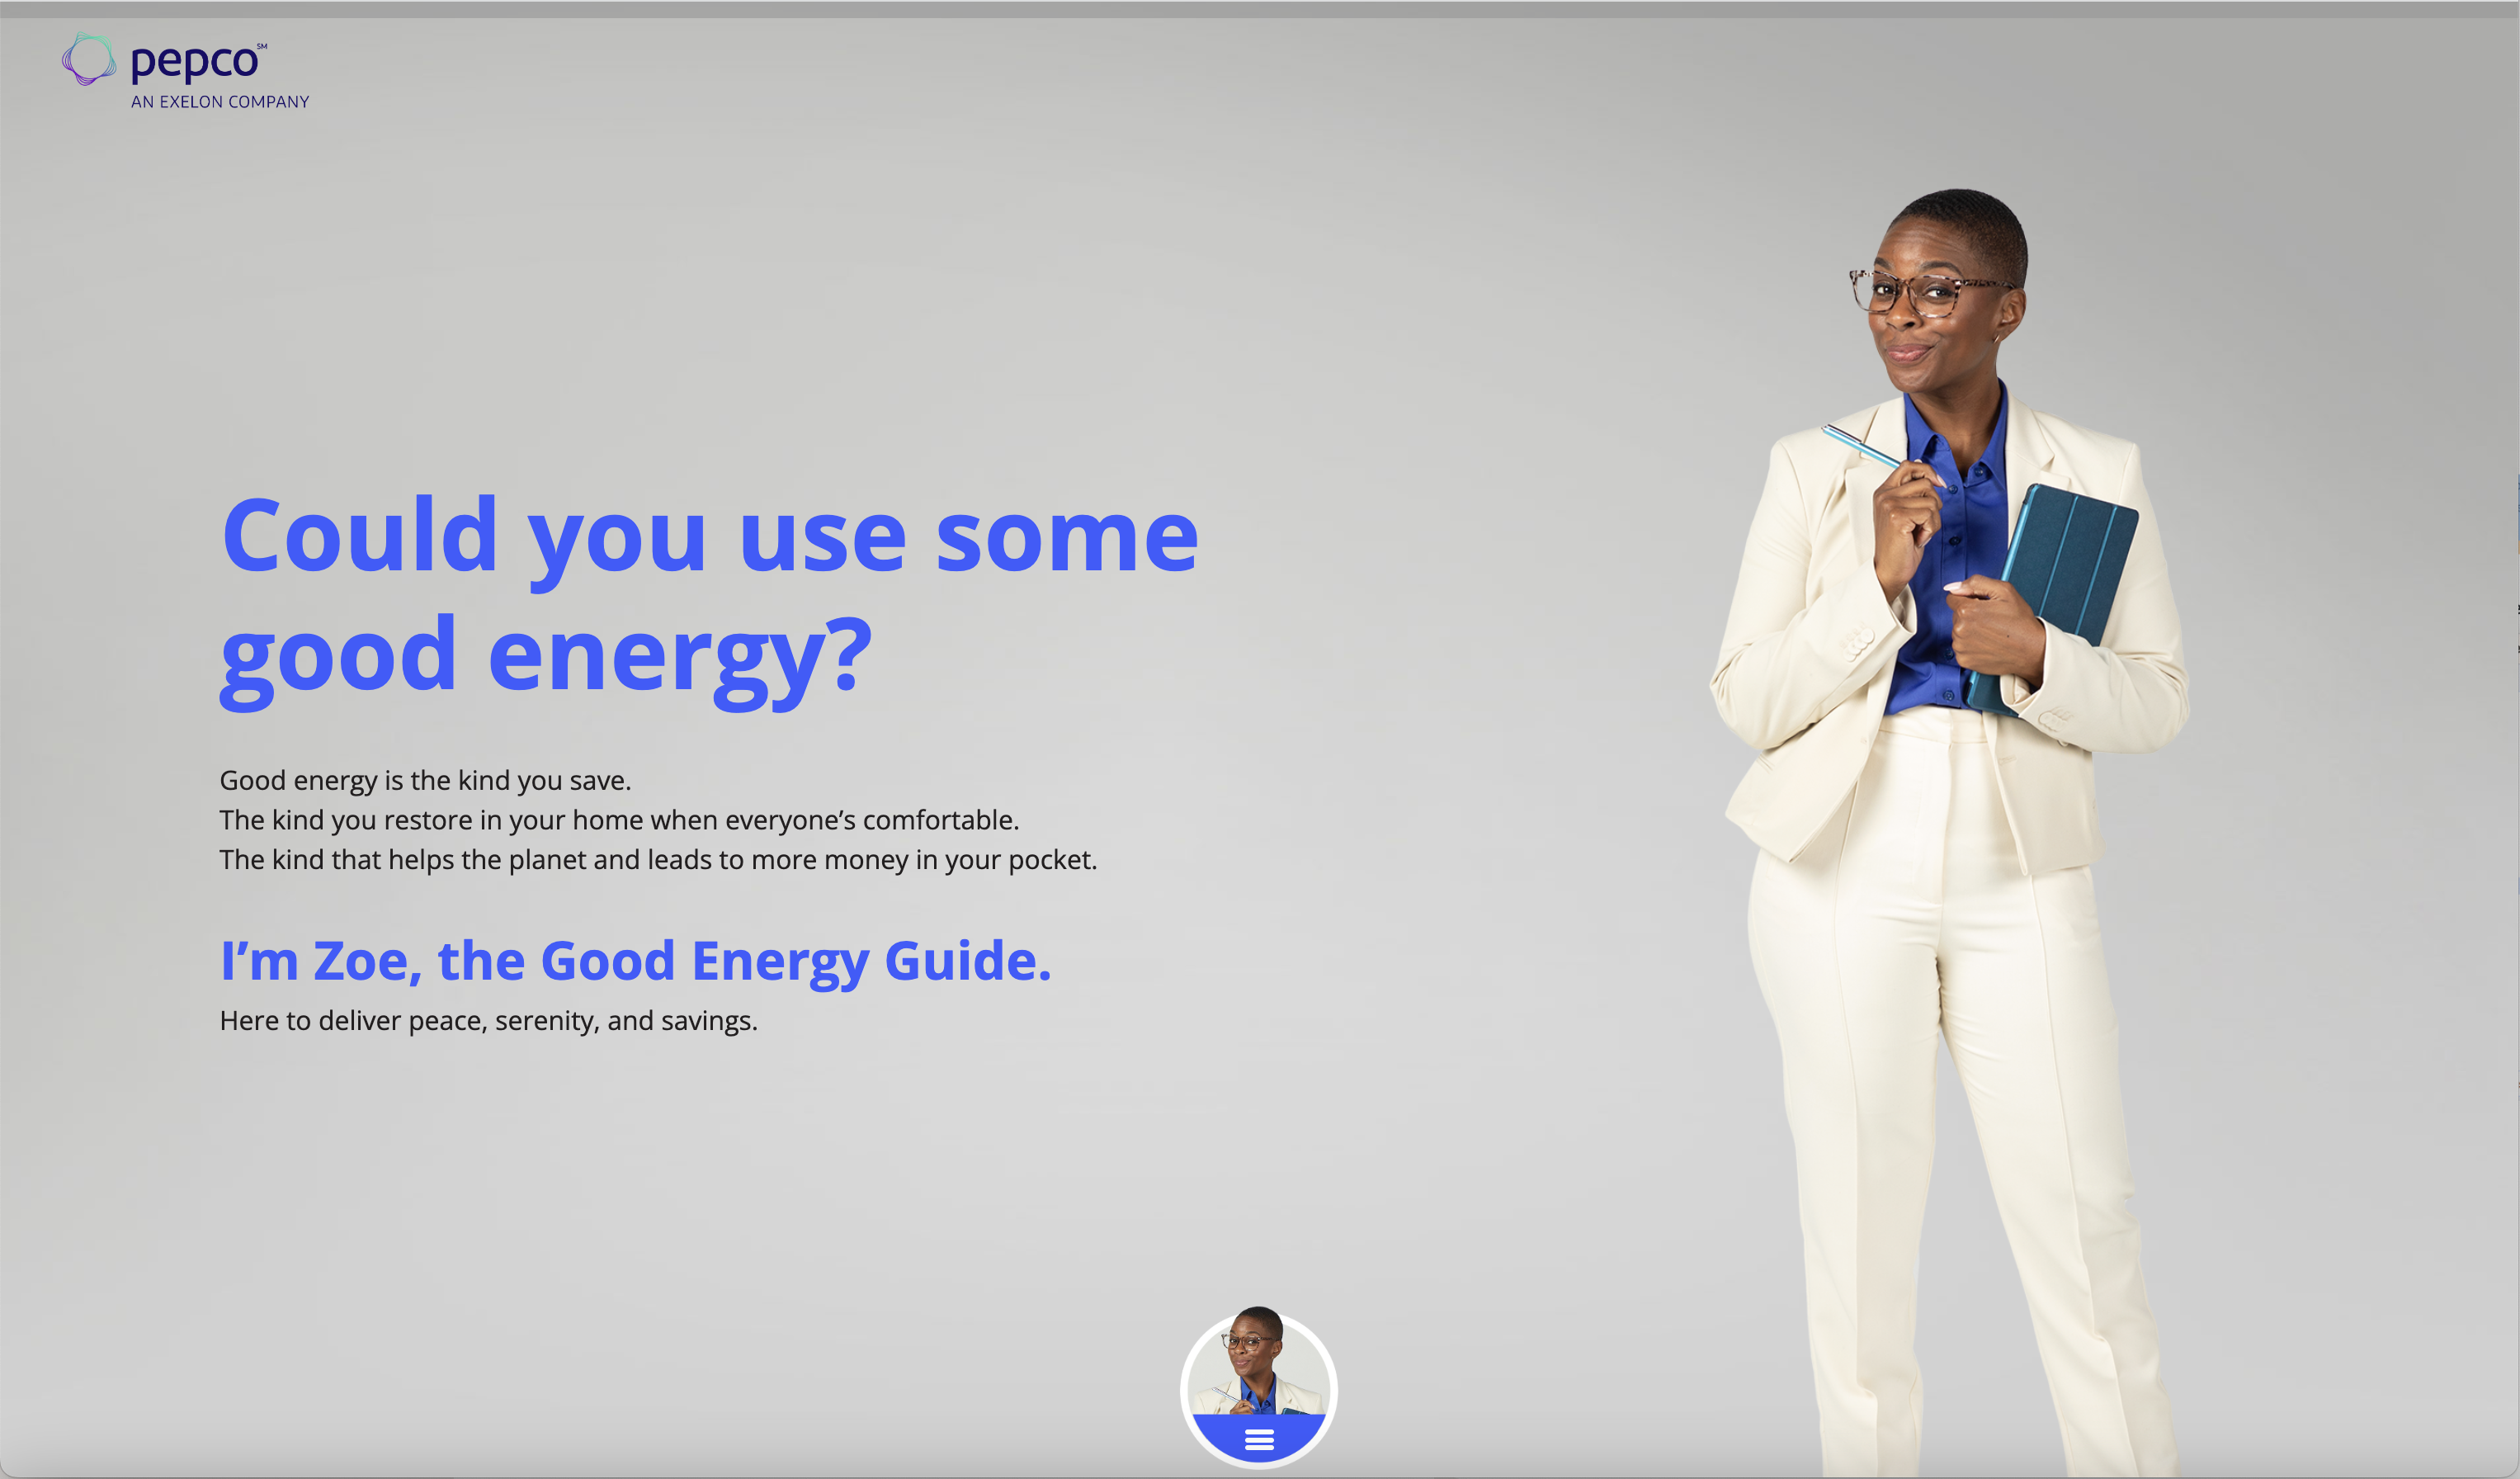 pepco℠
AN EXELON COMPANY
Could you use some
good energy?
Good energy is the kind you save.
The kind you restore in your home when everyone’s comfortable.
The kind that helps the planet and leads to more money in your pocket.
I’m Zoe, the Good Energy Guide.
Here to deliver peace, serenity, and savings.